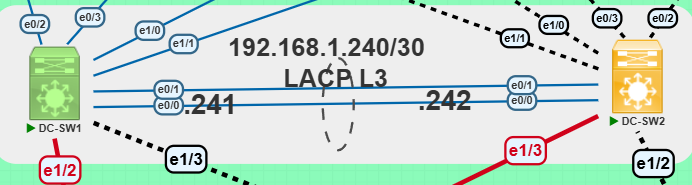 e0/2
e0/3
e1/0
e1/1
192.168.1.240/30
LACP L3
e0/1
e0/0
.241
.242
e0/1
e0/0
e1/1
e1/0
e0/3
e0/2
DC-SW1
DC-SW2
e1/2
e1/3
e1/3
e1/2